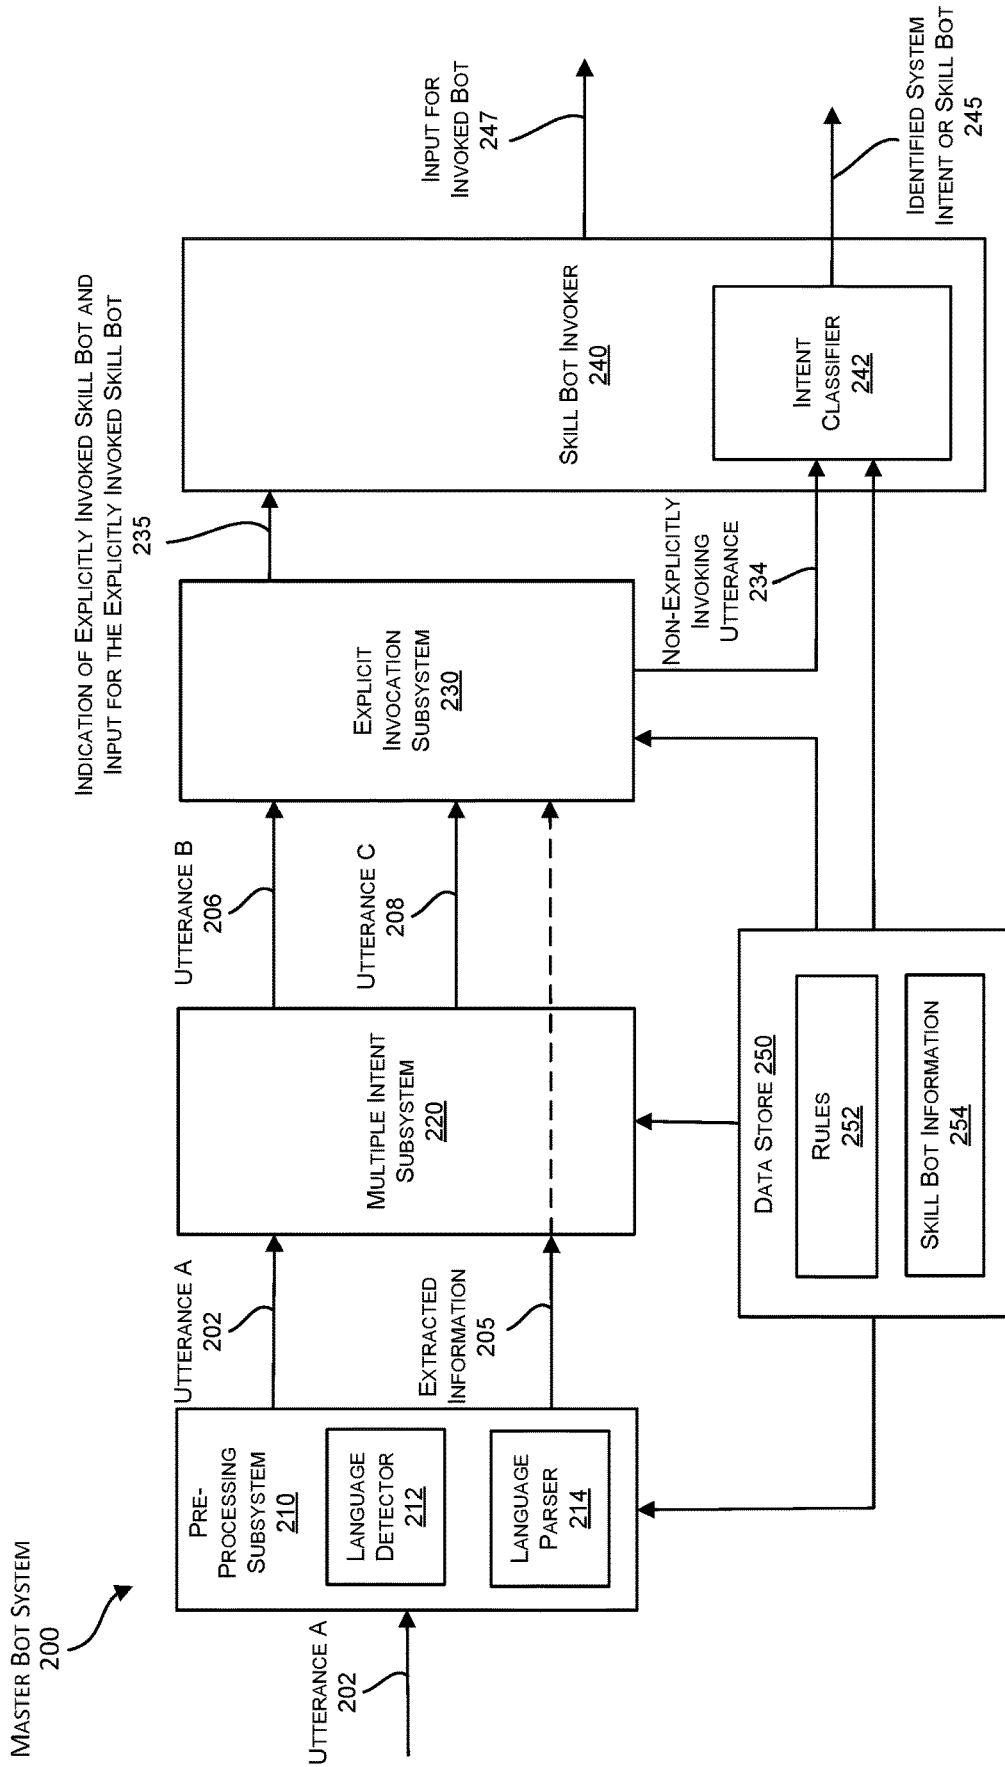 MASTER BOT SYSTEM
200
UTTERANCE A
202
PRE-
PROCESSING
SUBSYSTEM
210
LANGUAGE
DETECTOR
212
LANGUAGE
PARSER
214
UTTERANCE A
202
EXTRACTED
INFORMATION
205
MULTIPLE INTENT
SUBSYSTEM
220
UTTERANCE B
206
UTTERANCE C
208
EXPLICIT
INVOCATION
SUBSYSTEM
230
INDICATION OF EXPLICITLY INVOKED SKILL BOT AND
INPUT FOR THE EXPLICITLY INVOKED SKILL BOT
235
NON-EXPLICITLY
INVOKING
UTTERANCE
234
SKILL BOT INVOKER
240
INTENT
CLASSIFIER
242
INPUT FOR
INVOKED BOT
247
IDENTIFIED SYSTEM
INTENT OR SKILL BOT
245
DATA STORE 250
RULES
252
SKILL BOT INFORMATION
254